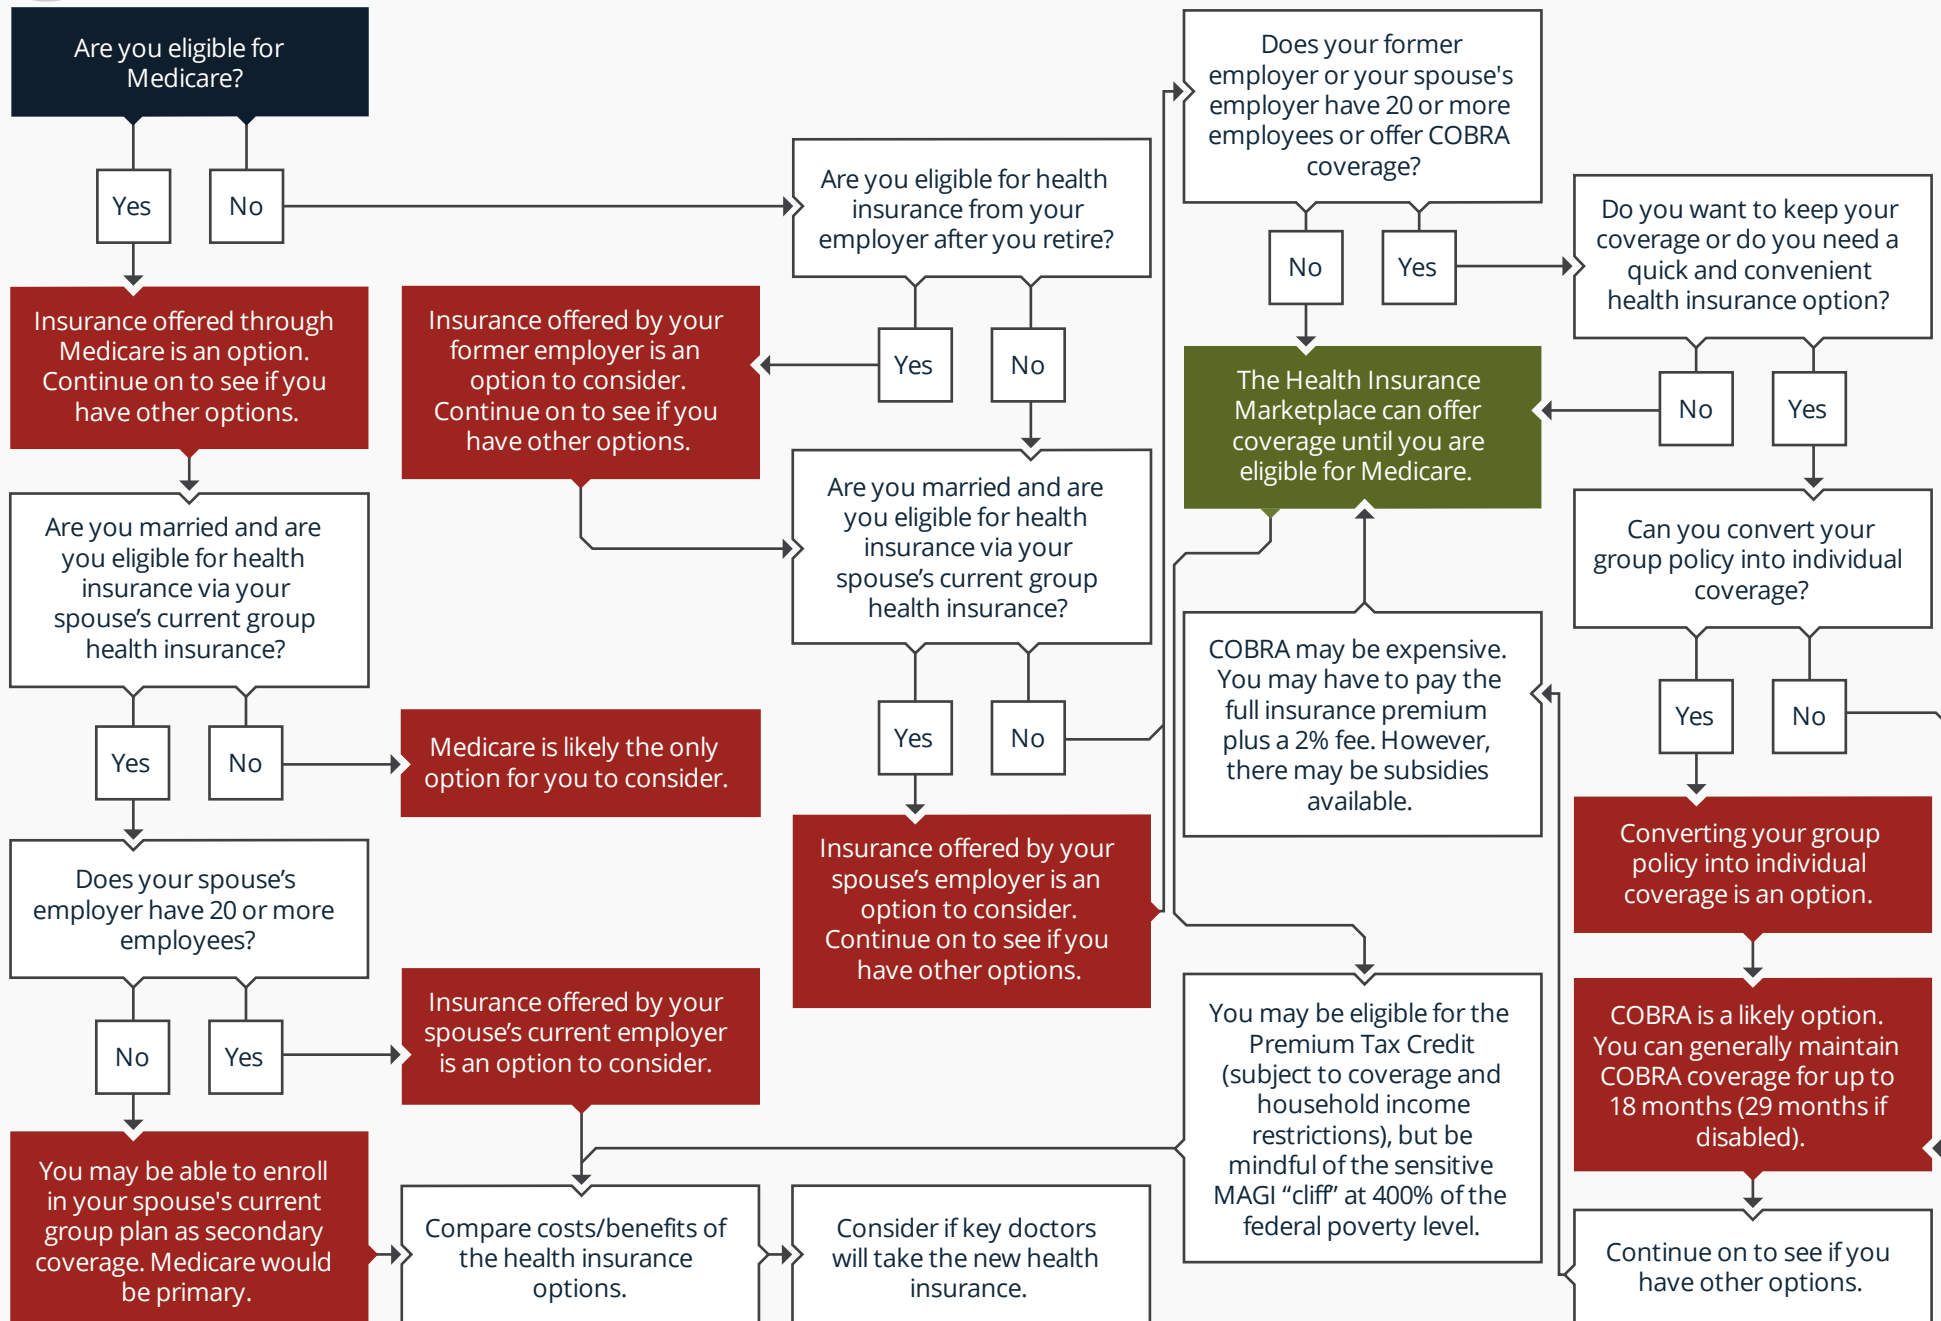 Are you eligible for
Medicare?
Yes
No
Insurance offered through
Medicare is an option.
Continue on to see if you
have other options.
Are you married and are
you eligible for health
insurance via your
spouse’s current group
health insurance?
Yes
No
Medicare is likely the only
option for you to consider.
Does your spouse’s
employer have 20 or more
employees?
No
Yes
Insurance offered by your
spouse’s current employer
is an option to consider.
You may be able to enroll
in your spouse's current
group plan as secondary
coverage. Medicare would
be primary.
Are you eligible for health
insurance from your
employer after you retire?
Yes
No
Insurance offered by your
former employer is an
option to consider.
Continue on to see if you
have other options.
Are you married and are
you eligible for health
insurance via your
spouse’s current group
health insurance?
Yes
No
Insurance offered by your
spouse’s employer is an
option to consider.
Continue on to see if you
have other options.
Does your former
employer or your spouse's
employer have 20 or more
employees or offer COBRA
coverage?
No
Yes
Do you want to keep your
coverage or do you need a
quick and convenient
health insurance option?
No
Yes
The Health Insurance
Marketplace can offer
coverage until you are
eligible for Medicare.
Can you convert your
group policy into individual
coverage?
Yes
No
COBRA may be expensive.
You may have to pay the
full insurance premium
plus a 2% fee. However,
there may be subsidies
available.
Converting your group
policy into individual
coverage is an option.
COBRA is a likely option.
You can generally maintain
COBRA coverage for up to
18 months (29 months if
disabled).
Continue on to see if you
have other options.
You may be eligible for the
Premium Tax Credit
(subject to coverage and
household income
restrictions), but be
mindful of the sensitive
MAGI “cliff” at 400% of the
federal poverty level.
Compare costs/benefits of
the health insurance
options.
Consider if key doctors
will take the new health
insurance.